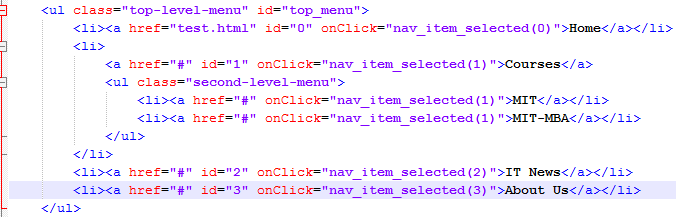 <ul class="top-level-menu" id="top_menu">
<li><a href="test.html" id="0" onClick="nav_item_selected(0)">Home</a></li>
<li>
<a href="#" id="1" onClick="nav_item_selected(1)">Courses</a>
<ul class="second-level-menu">
<li><a href="#" onClick="nav_item_selected(1)">MIT</a></li>
<li><a href="#" onClick="nav_item_selected(1)">MIT-MBA</a></li>
</ul>
</li>
<li><a href="#" id="2" onClick="nav_item_selected(2)">IT News</a></li>
<li><a href="#" id="3" onClick="nav_item_selected(3)">About Us</a></li>
</ul>